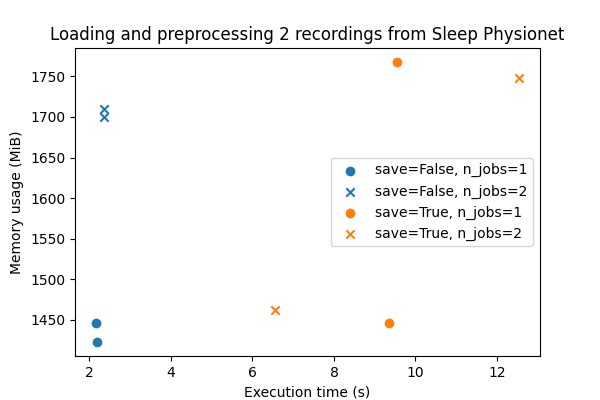 Loading and preprocessing 2 recordings from Sleep Physionet
1750
1700
1650
1600
1550
1500
1450
Memory usage (MiB)
save=False, n_jobs=1
save=False, n_jobs=2
save=True, n_jobs=1
save=True, n_jobs=2
2 4 6 8 10 12
Execution time (s)